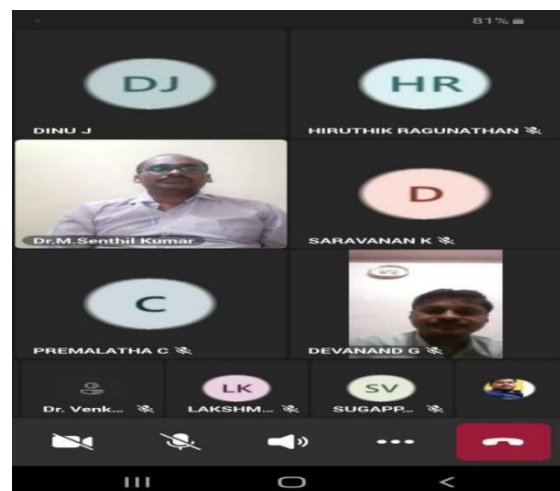 81%
DJ
HR
DINU J
HIRUTHIK RAGUNATHAN
D
Dr.M.Senthil Kumar
SARAVANAN K
C
PREMALATHA C
DEVANAND G
LK
SV
Dr. Venk...
LAKSHM...
SUGAPP...